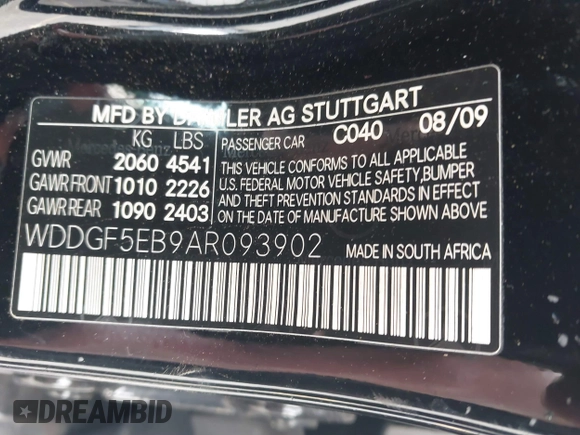 MFD BY DAIMLER AG STUTTGART
KG LBS PASSENGER CAR C040 08/09
GVWR 2060 4541
GAWR FRONT 1010 2226
GAWR REAR 1090 2403
THIS VEHICLE CONFORMS TO ALL APPLICABLE
U.S. FEDERAL MOTOR VEHICLE SAFETY, BUMPER
AND THEFT PREVENTION STANDARDS IN EFFECT
ON THE DATE OF MANUFACTURE SHOWN ABOVE.
WDDGF5EB9AR093902 MADE IN SOUTH AFRICA
DREAMBID